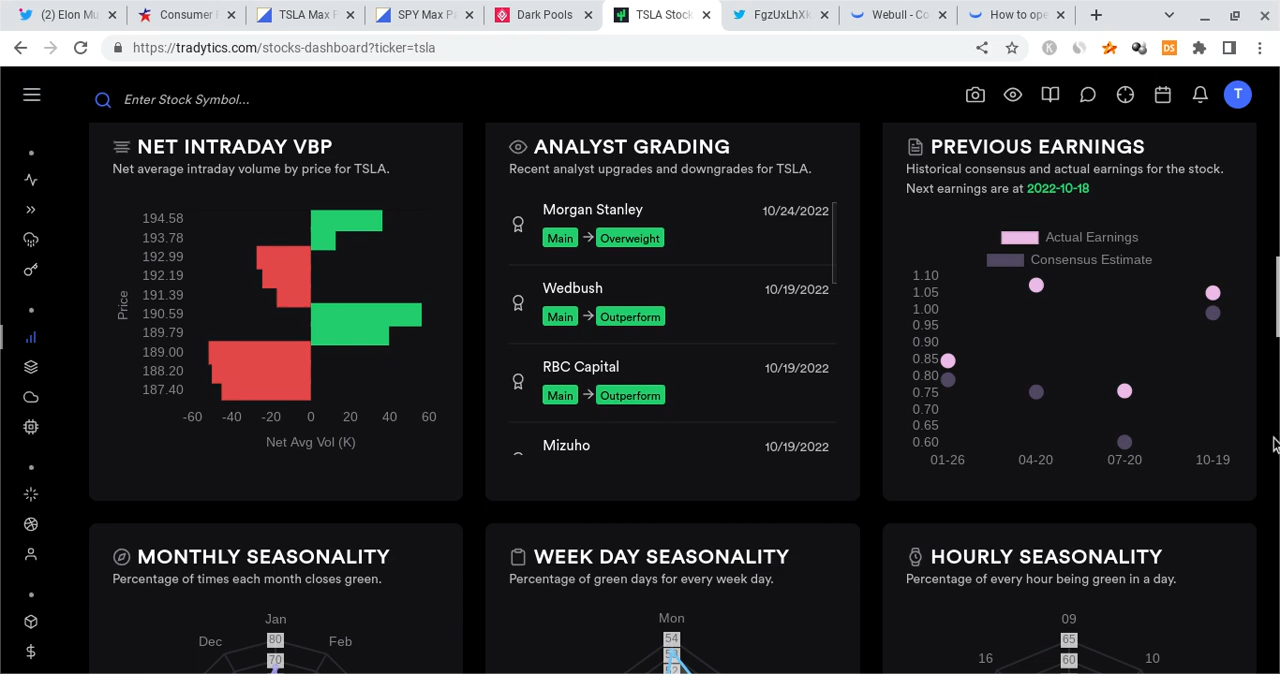 (2) Elon Mu
Consumer
TSLA Max
SPY Max Pa
Dark Pools
TSLA Stock
FgzUxLhXk
Webull - Co
How to ope
https://tradytics.com/stocks-dashboard?ticker=tsla
K
DS
Enter Stock Symbol...
T
NET INTRADAY VBP
Net average intraday volume by price for TSLA.
194.58
193.78
192.99
192.19
191.39
190.59
189.79
189.00
188.20
187.40
Price
-60 -40 -20 0 20 40 60
Net Avg Vol (K)
ANALYST GRADING
Recent analyst upgrades and downgrades for TSLA.
Morgan Stanley 10/24/2022
Main → Overweight
Wedbush 10/19/2022
Main → Outperform
RBC Capital 10/19/2022
Main → Outperform
Mizuho 10/19/2022
PREVIOUS EARNINGS
Historical consensus and actual earnings for the stock.
Next earnings are at 2022-10-18
Actual Earnings
Consensus Estimate
1.10
1.05
1.00
0.95
0.90
0.85
0.80
0.75
0.70
0.65
0.60
01-26 04-20 07-20 10-19
MONTHLY SEASONALITY
Percentage of times each month closes green.
Jan
Dec 80 Feb
70
WEEK DAY SEASONALITY
Percentage of green days for every week day.
Mon
54
HOURLY SEASONALITY
Percentage of every hour being green in a day.
09
65
16 60 10